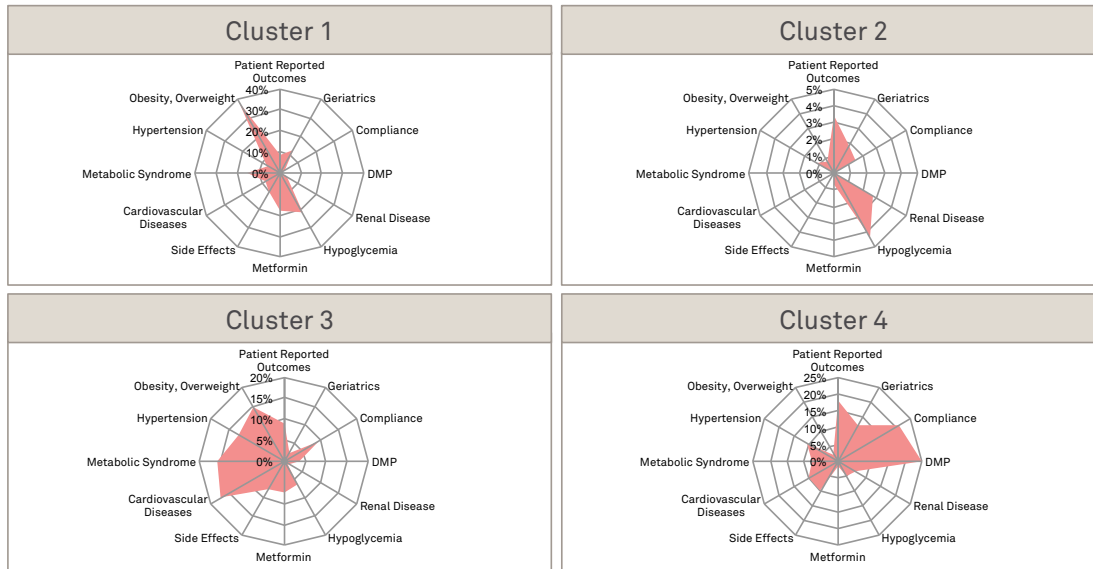 Cluster 1
Patient Reported
Outcomes
40%
30%
20%
10%
0%
Geriatrics
Compliance
DMP
Renal Disease
Hypoglycemia
Metformin
Side Effects
Cardiovascular
Diseases
Metabolic Syndrome
Hypertension
Obesity, Overweight
Cluster 2
Patient Reported
Outcomes
5%
4%
3%
2%
1%
0%
Geriatrics
Compliance
DMP
Renal Disease
Hypoglycemia
Metformin
Side Effects
Cardiovascular
Diseases
Metabolic Syndrome
Hypertension
Obesity, Overweight
Cluster 3
Patient Reported
Outcomes
20%
15%
10%
5%
0%
Geriatrics
Compliance
DMP
Renal Disease
Hypoglycemia
Metformin
Side Effects
Cardiovascular
Diseases
Metabolic Syndrome
Hypertension
Obesity, Overweight
Cluster 4
Patient Reported
Outcomes
25%
20%
15%
10%
5%
0%
Geriatrics
Compliance
DMP
Renal Disease
Hypoglycemia
Metformin
Side Effects
Cardiovascular
Diseases
Metabolic Syndrome
Hypertension
Obesity, Overweight